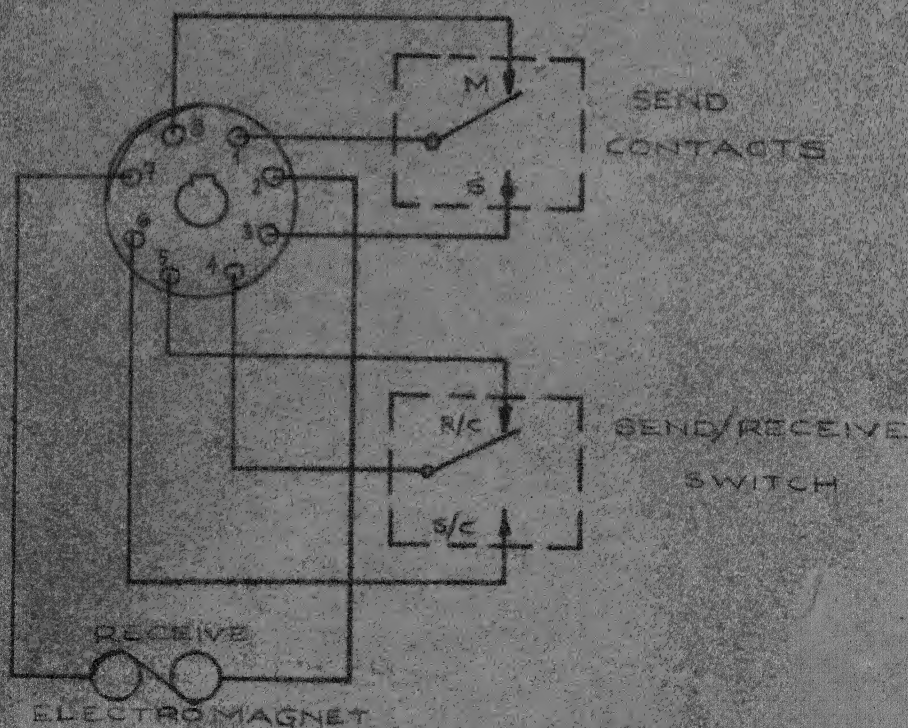 M
SEND
CONTACTS
8
1
7
2
S
6
3
5
4
R/C
SEND/RECEIVE
SWITCH
S/C
RECEIVE
ELECTROMAGNET